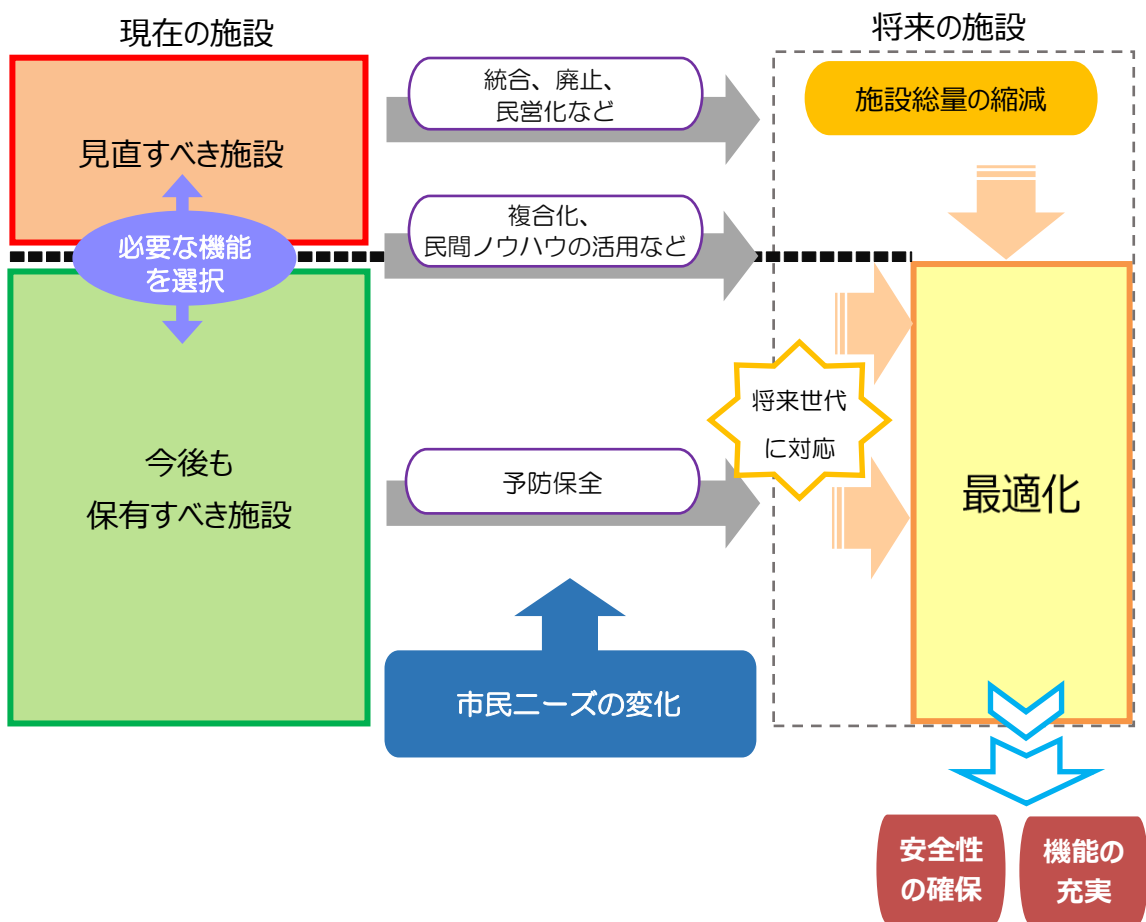 現在の施設
将来の施設
統合、廃止、
民営化など
施設総量の縮減
見直すべき施設
複合化、
民間ノウハウの活用など
必要な機能
を選択
将来世代
に対応
今後も
保有すべき施設
予防保全
最適化
市民ニーズの変化
安全性
の確保
機能の
充実